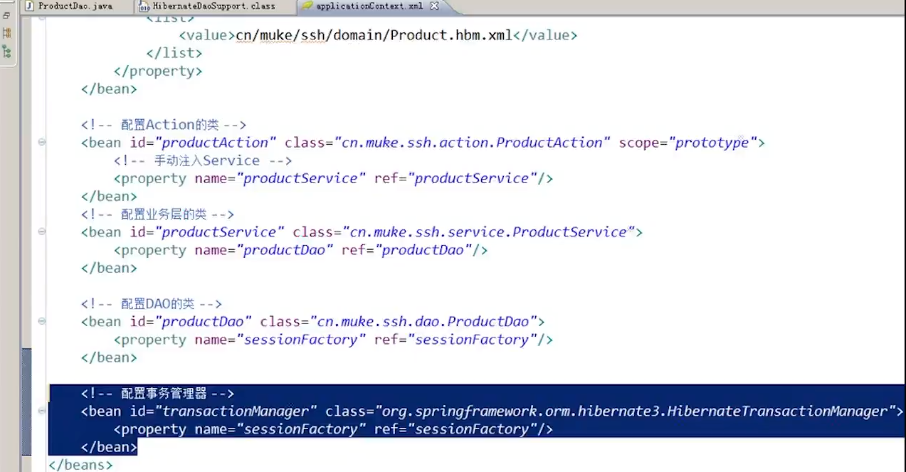 ProductDao.java HibernateDaoSupport.class applicationContext.xml
<list>
<value>cn/muke/ssh/domain/Product.hbm.xml</value>
</list>
</property>
</bean>
<!-- 配置Action的类 -->
<bean id="productAction" class="cn.muke.ssh.action.ProductAction" scope="prototype">
<!-- 手动注入Service -->
<property name="productService" ref="productService"/>
</bean>
<!-- 配置业务层的类 -->
<bean id="productService" class="cn.muke.ssh.service.ProductService">
<property name="productDao" ref="productDao"/>
</bean>
<!-- 配置DAO的类 -->
<bean id="productDao" class="cn.muke.ssh.dao.ProductDao">
<property name="sessionFactory" ref="sessionFactory"/>
</bean>
<!-- 配置事务管理器 -->
<bean id="transactionManager" class="org.springframework.orm.hibernate3.HibernateTransactionManager">
<property name="sessionFactory" ref="sessionFactory"/>
</bean>
</beans>